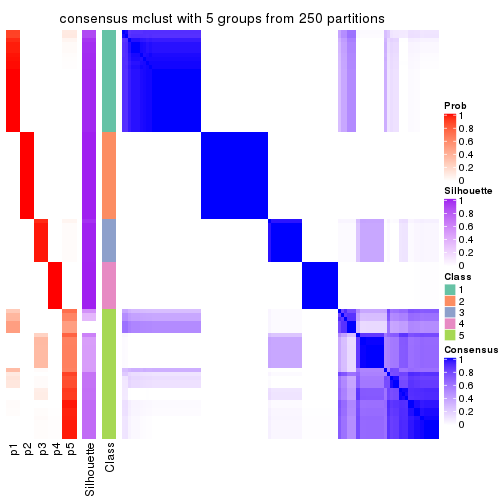 consensus mclust with 5 groups from 250 partitions
Prob
1
0.8
0.6
0.4
0.2
0
Silhouette
1
0.8
0.6
0.4
0.2
0
Class
1
2
3
4
5
Consensus
1
0.8
0.6
0.4
0.2
0
p1
p2
p3
p4
p5
Silhouette
Class